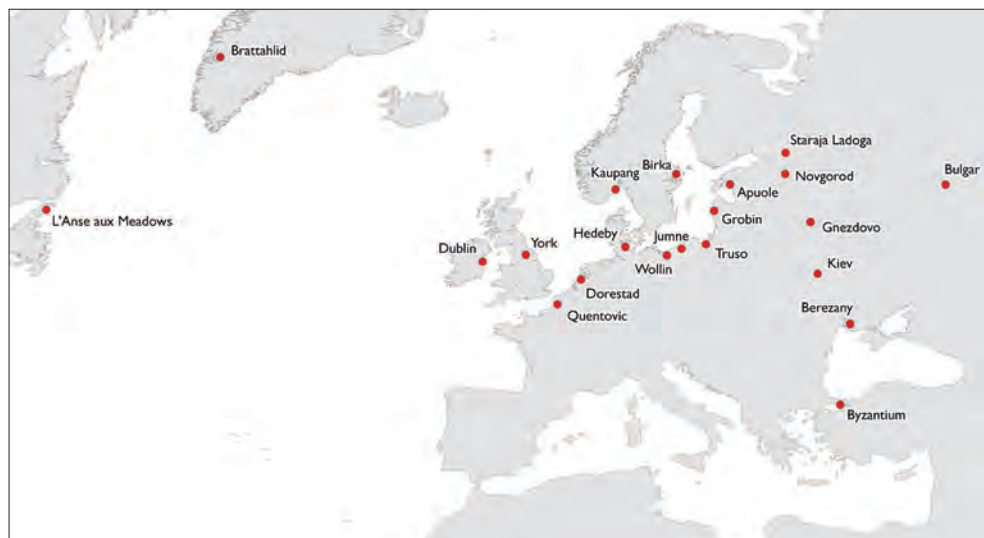 Brattahlid
Staraja Ladoga
Birka
Kaupang
Novgorod
Bulgar
Apuole
L'Anse aux Meadows
Grobin
Gnezdovo
Hedeby
Jumne
Dublin
York
Truso
Wollin
Kiev
Dorestad
Quentovic
Berezany
Byzantium